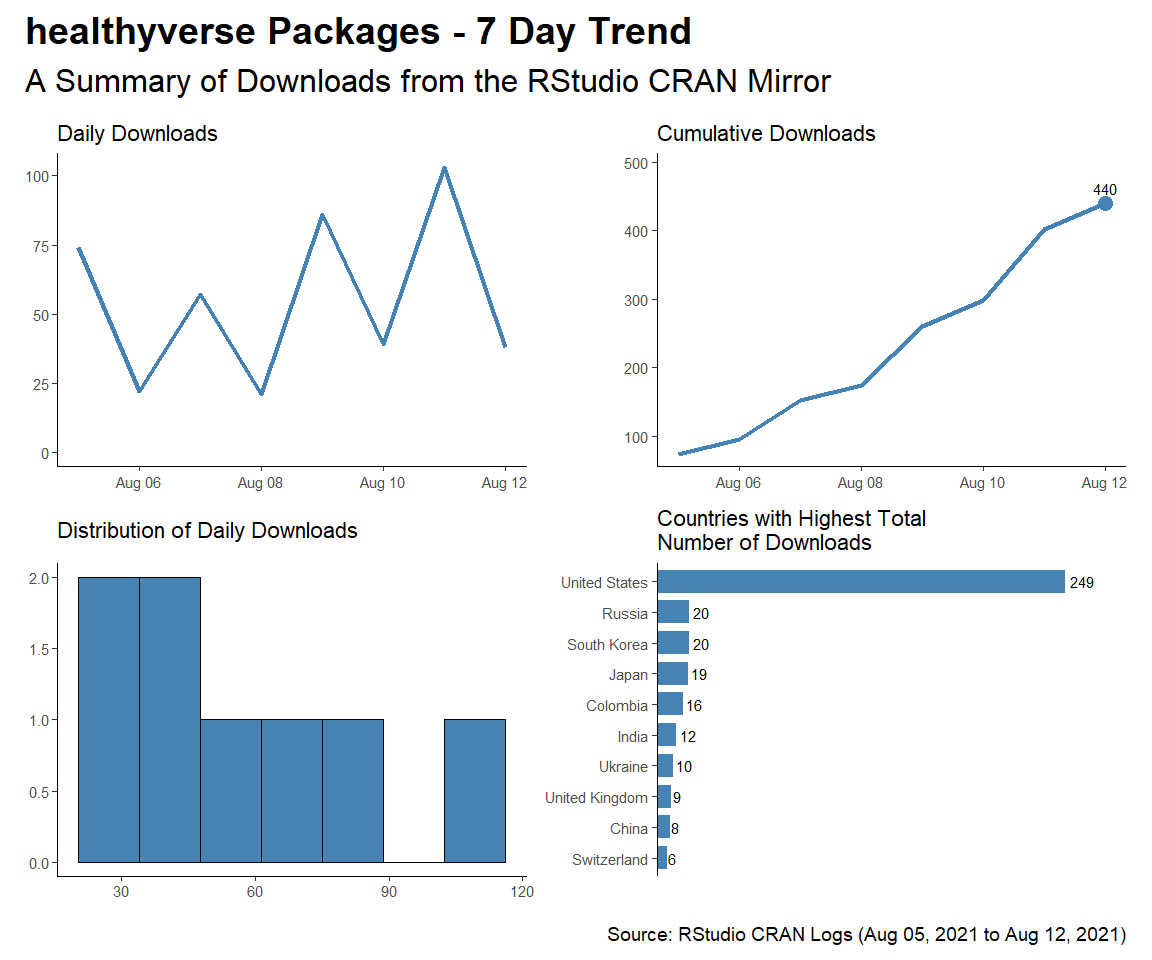 healthyverse Packages - 7 Day Trend
A Summary of Downloads from the RStudio CRAN Mirror
Daily Downloads
100
75
50
25
0
Aug 06 Aug 08 Aug 10 Aug 12
Cumulative Downloads
500
400
300
200
100
440
Aug 06 Aug 08 Aug 10 Aug 12
Distribution of Daily Downloads
2.0
1.5
1.0
0.5
0.0
30 60 90 120
Countries with Highest Total
Number of Downloads
United States 249
Russia 20
South Korea 20
Japan 19
Colombia 16
India 12
Ukraine 10
United Kingdom 9
China 8
Switzerland 6
Source: RStudio CRAN Logs (Aug 05, 2021 to Aug 12, 2021)